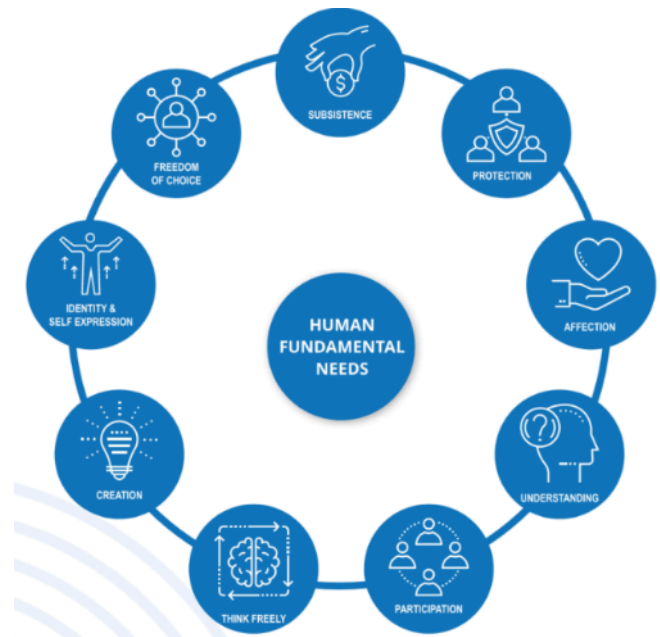 $
SUBSISTENCE
PROTECTION
AFFECTION
?
UNDERSTANDING
PARTICIPATION
THINK FREELY
CREATION
IDENTITY &
SELF EXPRESSION
FREEDOM
OF CHOICE
HUMAN
FUNDAMENTAL
NEEDS